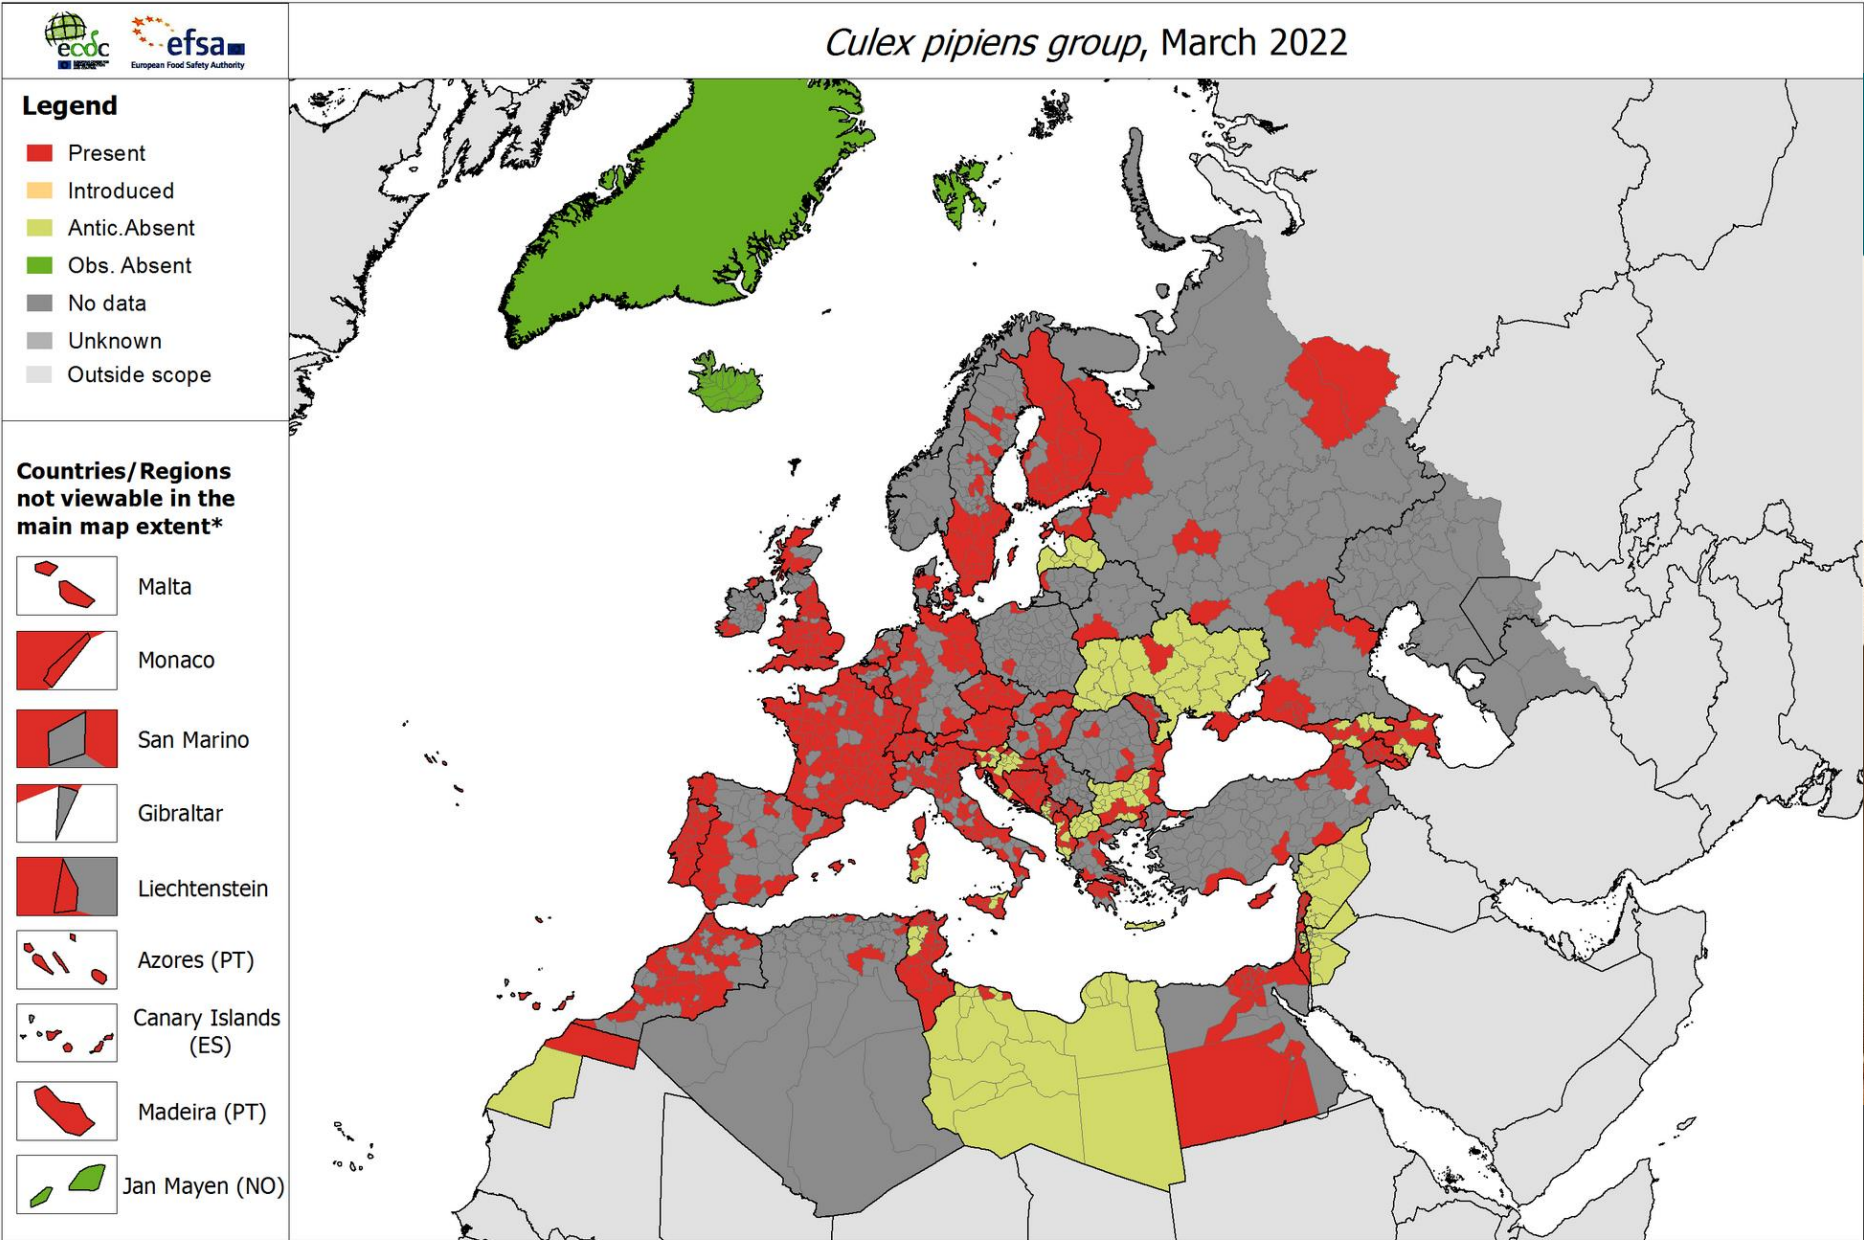 ecdc
efsa
European Food Safety Authority
Culex pipiens group, March 2022
Legend
Present
Introduced
Antic.Absent
Obs. Absent
No data
Unknown
Outside scope
Countries/Regions
not viewable in the
main map extent*
Malta
Monaco
San Marino
Gibraltar
Liechtenstein
Azores (PT)
Canary Islands
(ES)
Madeira (PT)
Jan Mayen (NO)